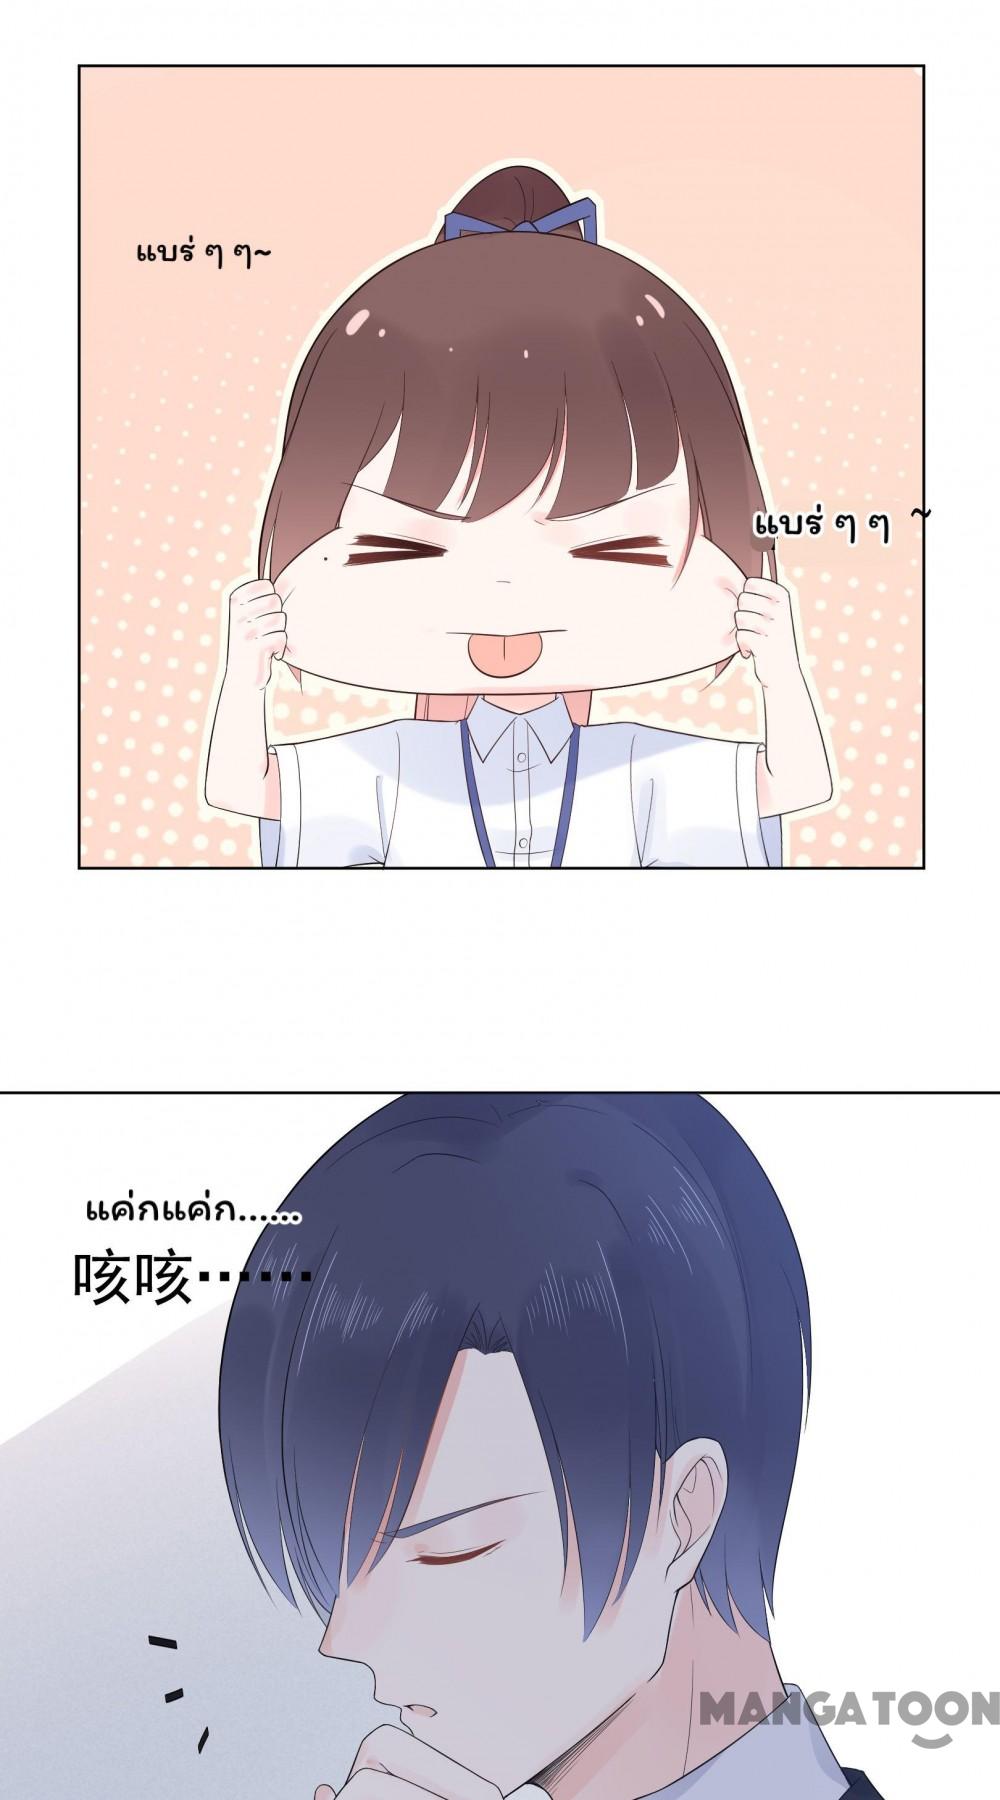 แบร่ ๆ ๆ~
แบร่ ๆ ๆ ~
แค่กแค่ก......
咳咳……
MANGATOON